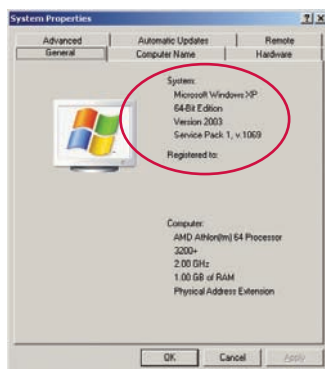 System Properties
Advanced
Automatic Updates
Remote
General
Computer Name
Hardware
System:
Microsoft Windows XP
64-Bit Edition
Version 2003
Service Pack 1, v.1069
Registered to:
Computer:
AMD Athlon(tm) 64 Processor
3200+
2.00 GHz
1.00 GB of RAM
Physical Address Extension
OK
Cancel
Apply